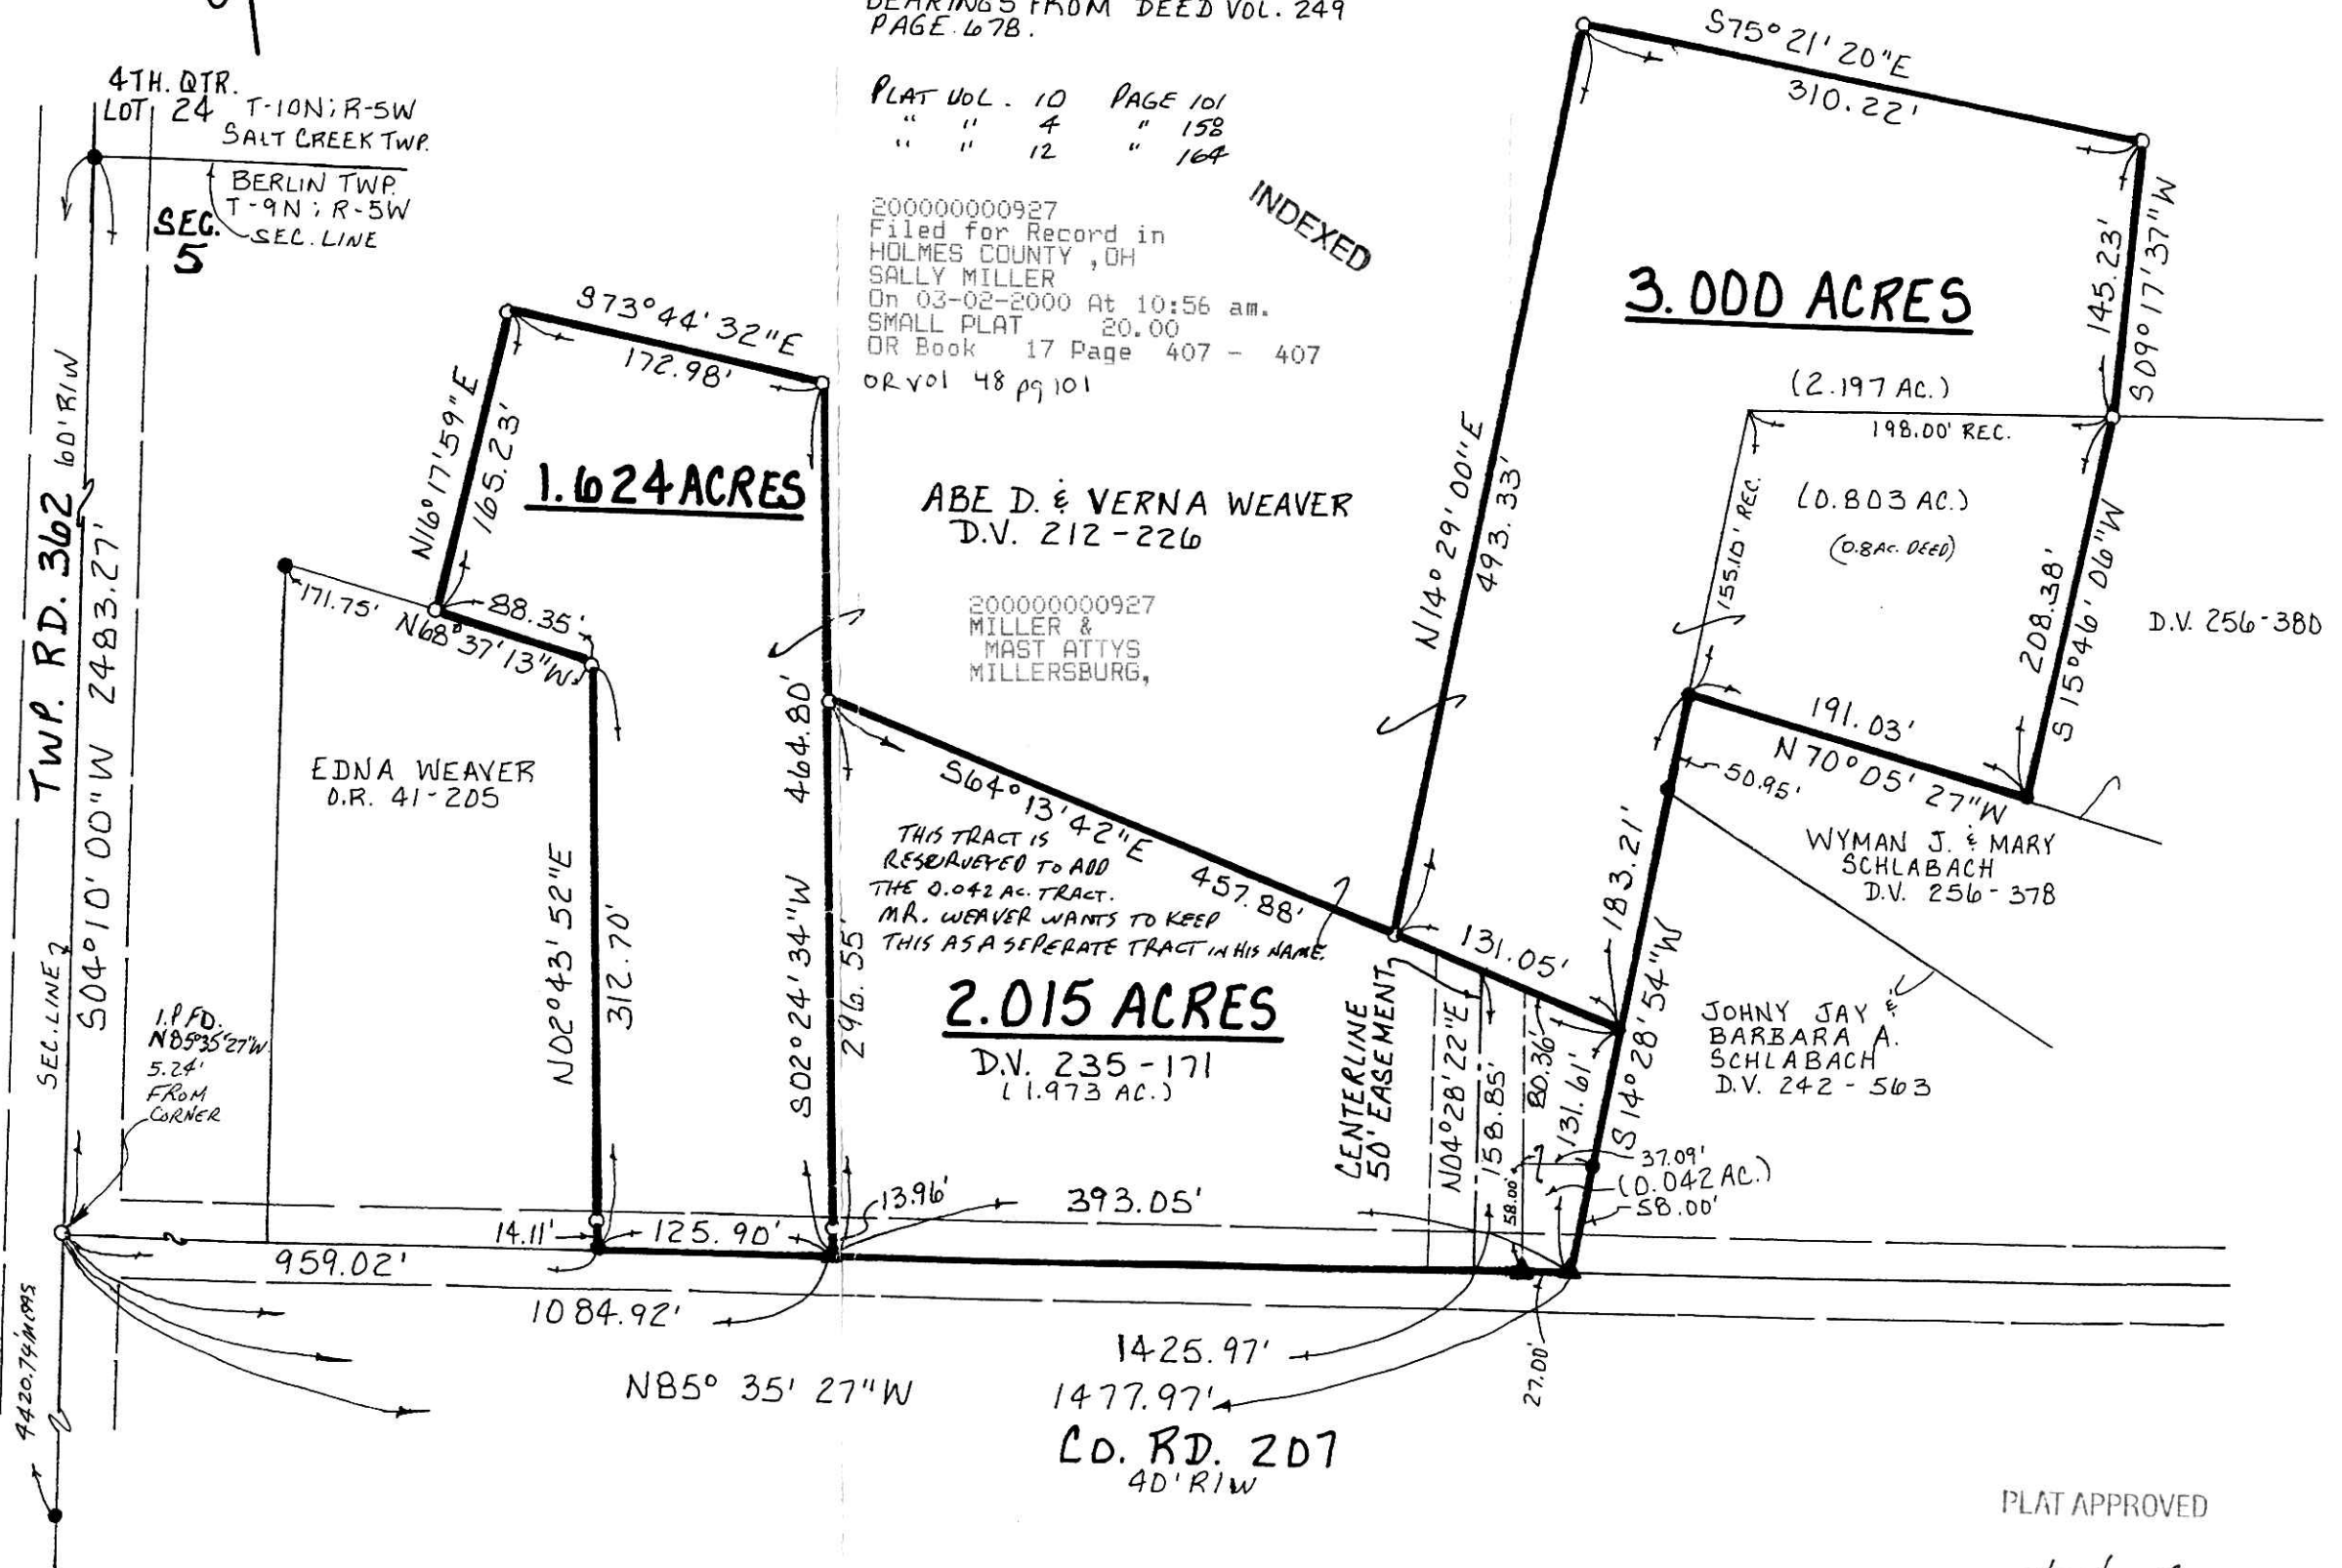 BEARINGS FROM DEED VOL. 249
PAGE 678.
PLAT VOL. 10 PAGE 101
" " 4 " 158
" " 12 " 164
4TH. QTR.
LOT 24 T-10N; R-5W
SALT CREEK TWP.
BERLIN TWP.
T-9N; R-5W
SEC. LINE
SEC.
5
200000000927
Filed for Record in
HOLMES COUNTY ,OH
SALLY MILLER
On 03-02-2000 At 10:56 am.
SMALL PLAT 20.00
OR Book 17 Page 407 - 407
OR vol 48 pg 101
INDEXED
S75° 21' 20"E
310.22'
3.000 ACRES
145.23'
S09° 17' 37"W
(2.197 AC.)
198.00' REC.
155.10' REC.
(0.803 AC.)
(0.8 AC. DEED)
208.38'
S 15° 46' 06"W
D.V. 256-380
N14° 29' 00"E
493.33'
191.03'
N 70° 05' 27"W
50.95'
WYMAN J. & MARY
SCHLABACH
D.V. 256-378
183.21'
S 14° 28' 54"W
JOHNY JAY &
BARBARA A.
SCHLABACH
D.V. 242-563
S73° 44' 32"E
172.98'
N16° 17' 59"E
165.23'
1.624 ACRES
171.75'
88.35'
N68° 37' 13"W
ABE D. & VERNA WEAVER
D.V. 212-226
200000000927
MILLER &
MAST ATTYS
MILLERSBURG,
TWP. RD. 362 60' R/W
SEC. LINE
S04° 10' 00"W 2483.27'
EDNA WEAVER
O.R. 41-205
N02° 43' 52"E
312.70'
464.80'
S02° 24' 34"W
296.55'
S64° 13' 42"E
457.88'
131.05'
THIS TRACT IS
RESURVEYED TO ADD
THE 0.042 AC. TRACT.
MR. WEAVER WANTS TO KEEP
THIS AS A SEPERATE TRACT IN HIS NAME.
2.015 ACRES
D.V. 235-171
(1.973 AC.)
CENTERLINE
50' EASEMENT
N04° 28' 22"E
158.85'
80.36'
131.61'
58.00'
37.09'
(0.042 AC.)
58.00'
I.P. FD.
N85°35'27"W
5.24'
FROM
CORNER
14.11'
125.90'
13.96'
393.05'
959.02'
1084.92'
1425.97'
N85° 35' 27"W
1477.97'
27.00'
CO. RD. 207
40' R/W
PLAT APPROVED